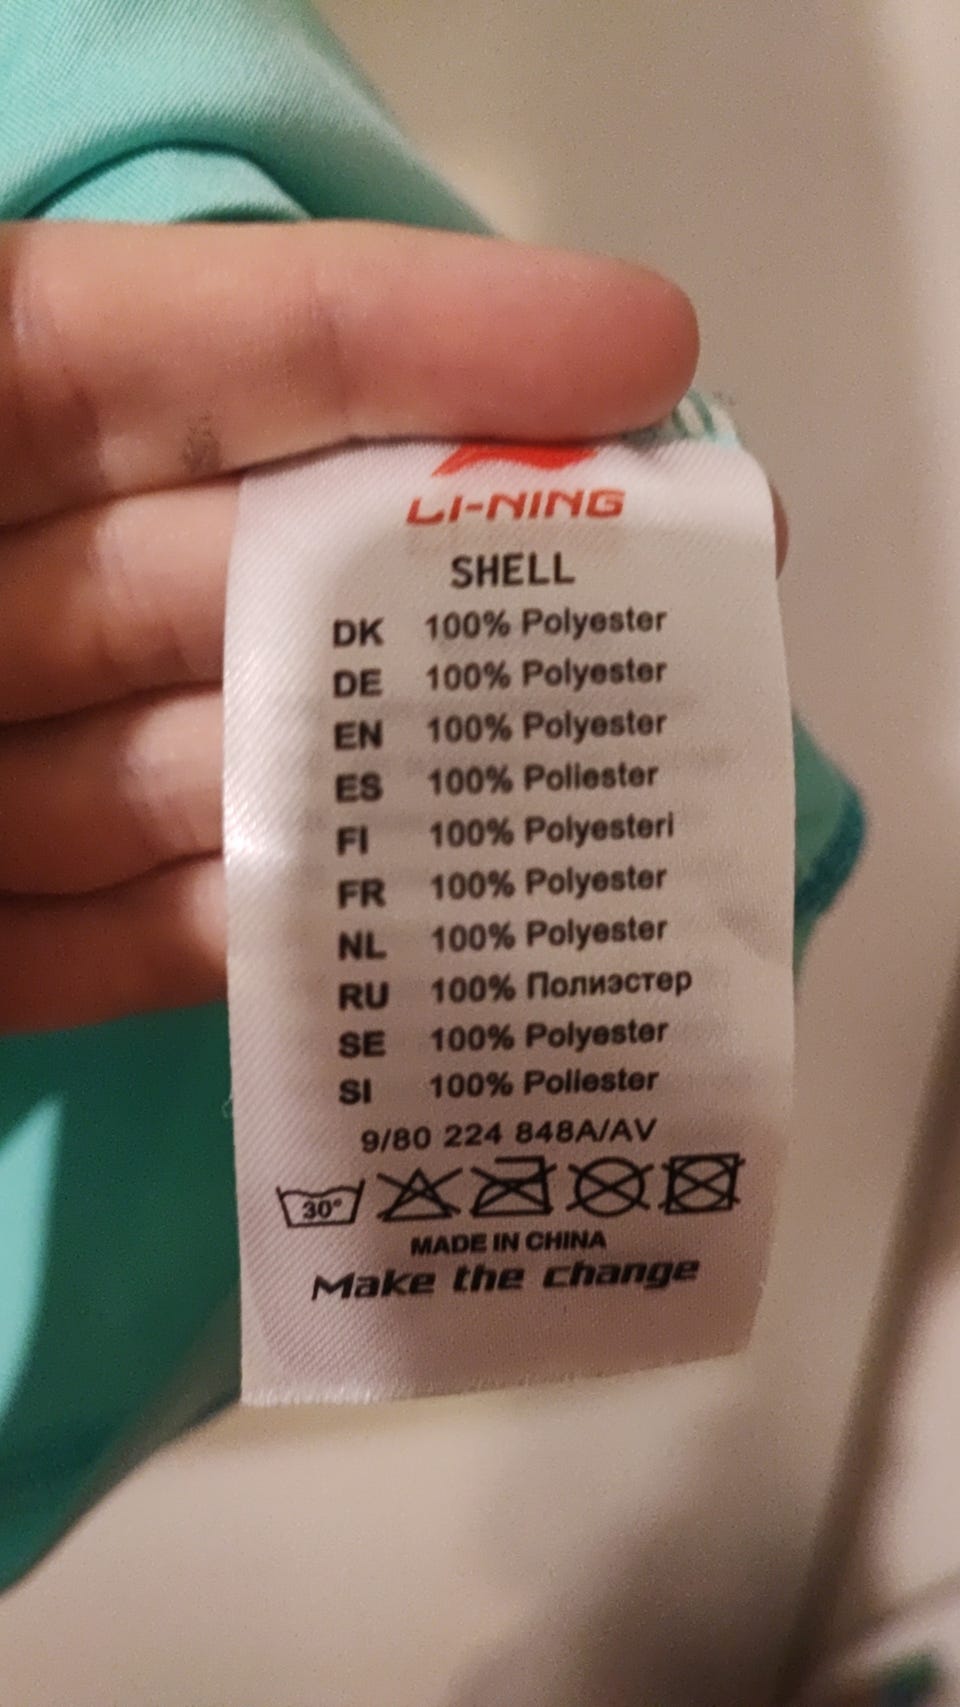 LI-NING
SHELL
DK 100% Polyester
DE 100% Polyester
EN 100% Polyester
ES 100% Poliester
FI 100% Polyesteri
FR 100% Polyester
NL 100% Polyester
RU 100% Полиэстер
SE 100% Polyester
SI 100% Poliester
9/80 224 848A/AV
30°
MADE IN CHINA
Make the change